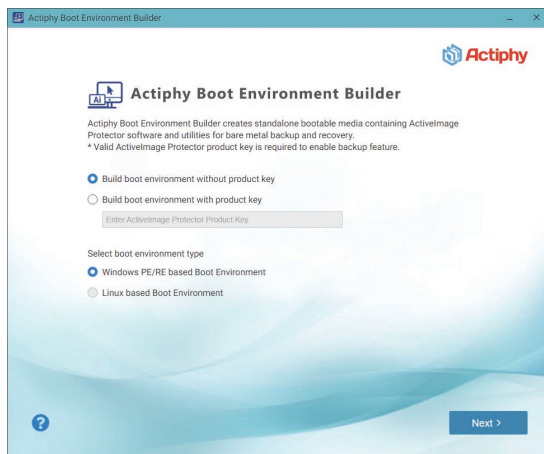 Actiphy Boot Environment Builder
Actiphy
AI
Actiphy Boot Environment Builder
Actiphy Boot Environment Builder creates standalone bootable media containing ActiveImage
Protector software and utilities for bare metal backup and recovery.
* Valid ActiveImage Protector product key is required to enable backup feature.
Build boot environment without product key
Build boot environment with product key
Enter ActiveImage Protector Product Key
Select boot environment type
Windows PE/RE based Boot Environment
Linux based Boot Environment
?
Next >